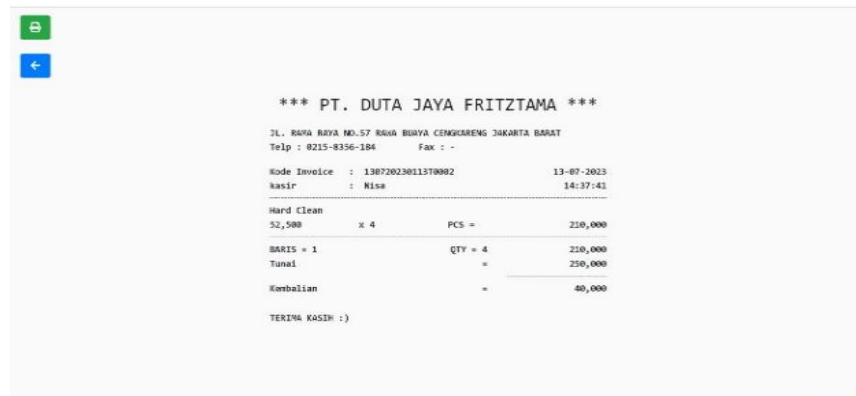 *** PT. DUTA JAYA FRITZTAMA ***
JL. RAWA RAYA NO.57 RAWA BUAYA CENGKARENG JAKARTA BARAT
Telp : 0215-8356-184 Fax : -
Kode Invoice : 13072023011370002 13-07-2023
kasir : Nisa 14:37:41
Hard Clean
52,500 x 4 PCS = 210,000
BARIS = 1 QTY = 4 210,000
Tunai = 250,000
Kembalian = 40,000
TERIMA KASIH :)